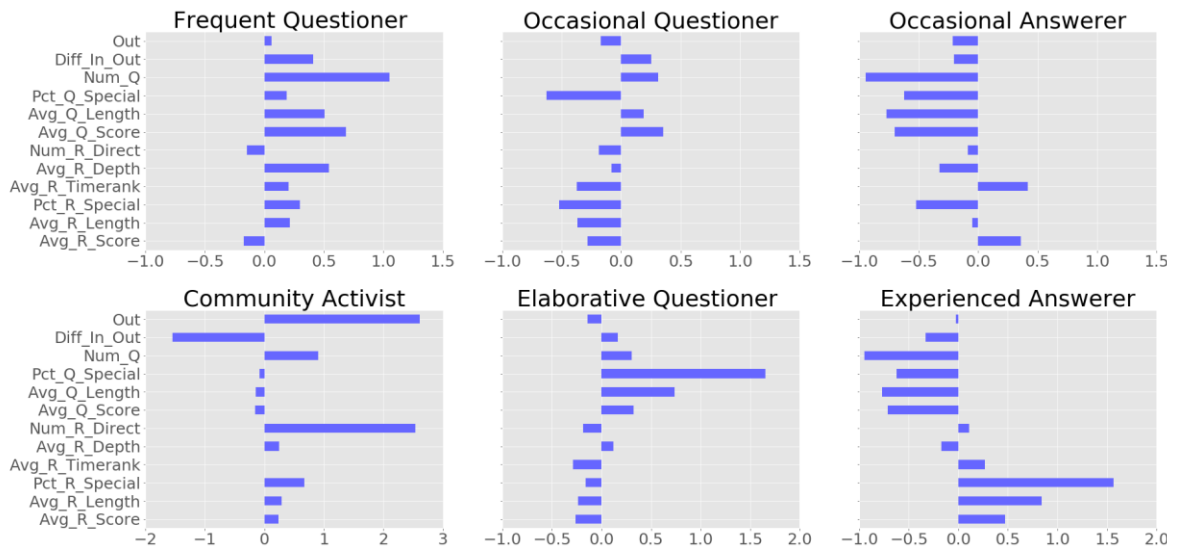 Frequent Questioner Occasional Questioner Occasional Answerer
Out
Diff_In_Out
Num_Q
Pct_Q_Special
Avg_Q_Length
Avg_Q_Score
Num_R_Direct
Avg_R_Depth
Avg_R_Timerank
Pct_R_Special
Avg_R_Length
Avg_R_Score
−1.0 −0.5 0.0 0.5 1.0 1.5 −1.0 −0.5 0.0 0.5 1.0 1.5 −1.0 −0.5 0.0 0.5 1.0 1.5
Community Activist Elaborative Questioner Experienced Answerer
Out
Diff_In_Out
Num_Q
Pct_Q_Special
Avg_Q_Length
Avg_Q_Score
Num_R_Direct
Avg_R_Depth
Avg_R_Timerank
Pct_R_Special
Avg_R_Length
Avg_R_Score
−2 −1 0 1 2 3 −1.0 −0.5 0.0 0.5 1.0 1.5 2.0 −1.0 −0.5 0.0 0.5 1.0 1.5 2.0